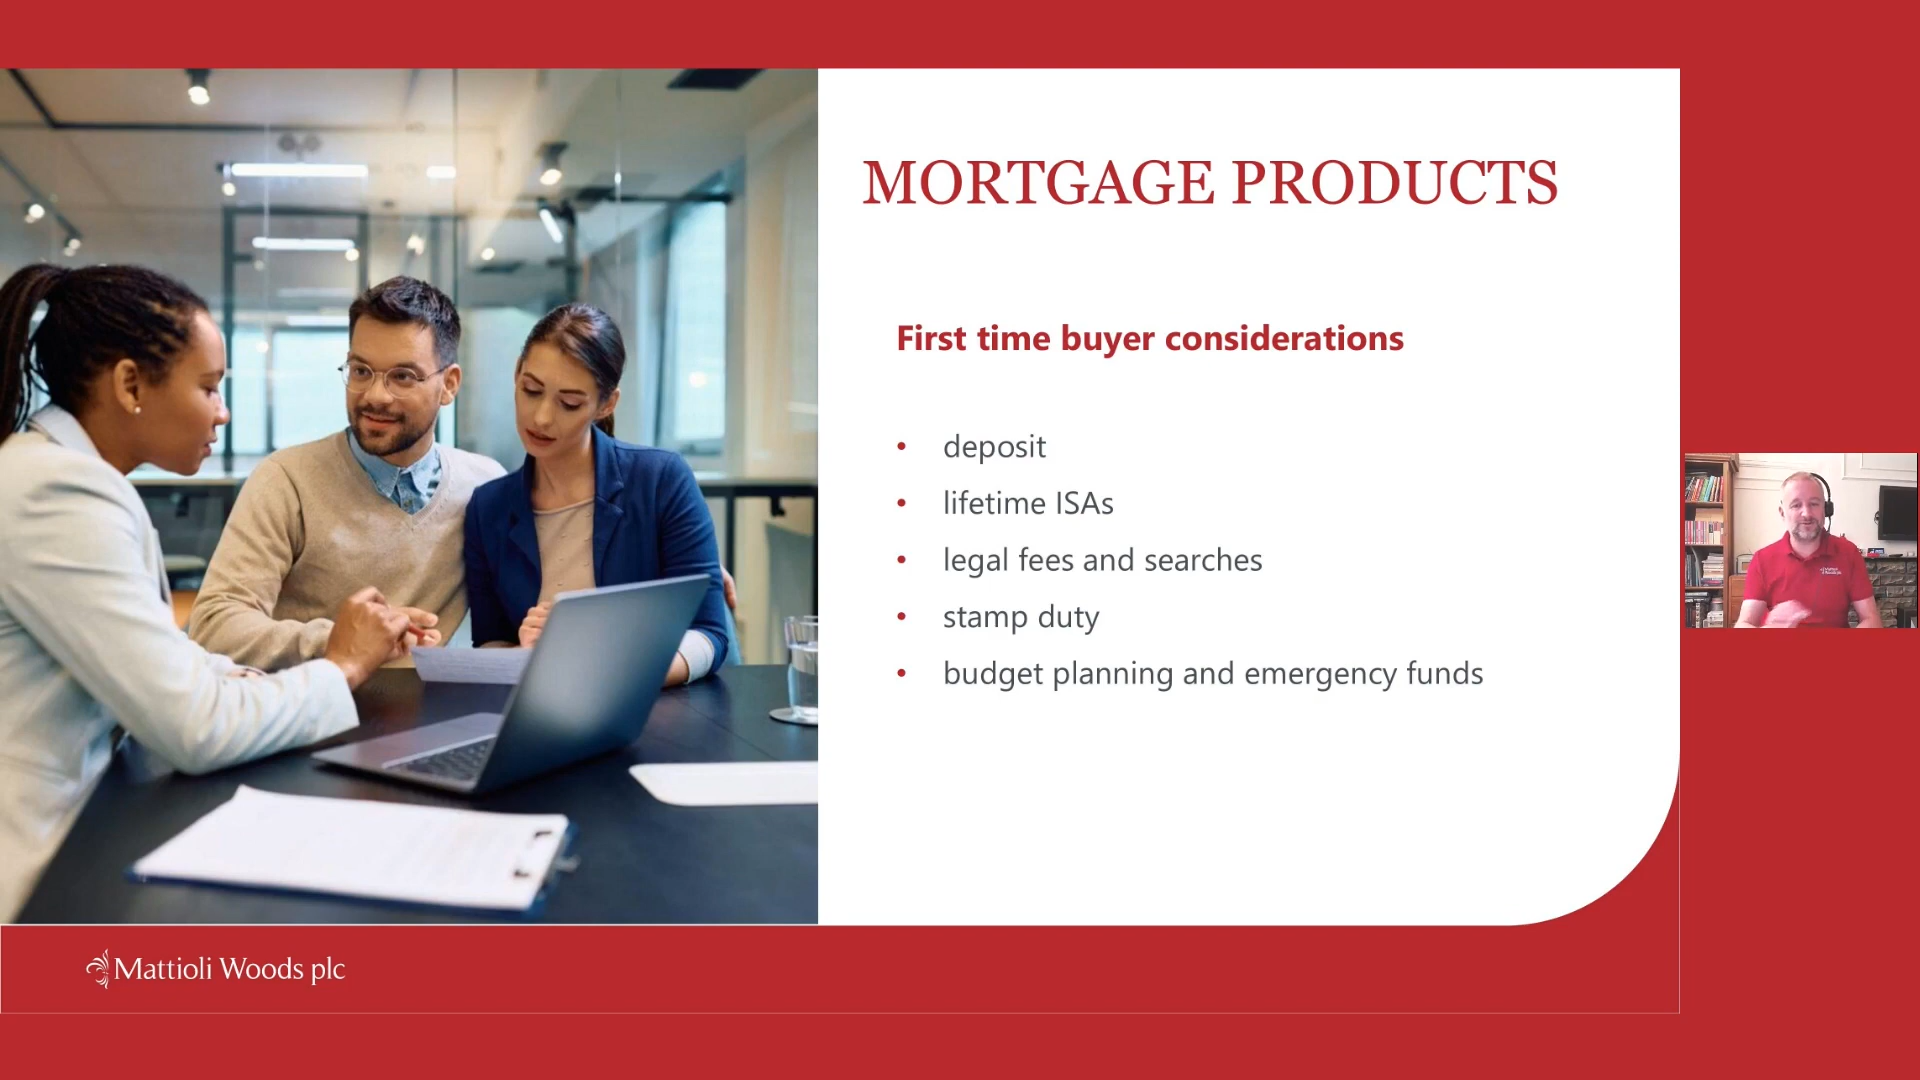 MORTGAGE PRODUCTS
First time buyer considerations
• deposit
• lifetime ISAs
• legal fees and searches
• stamp duty
• budget planning and emergency funds
Mattioli Woods plc